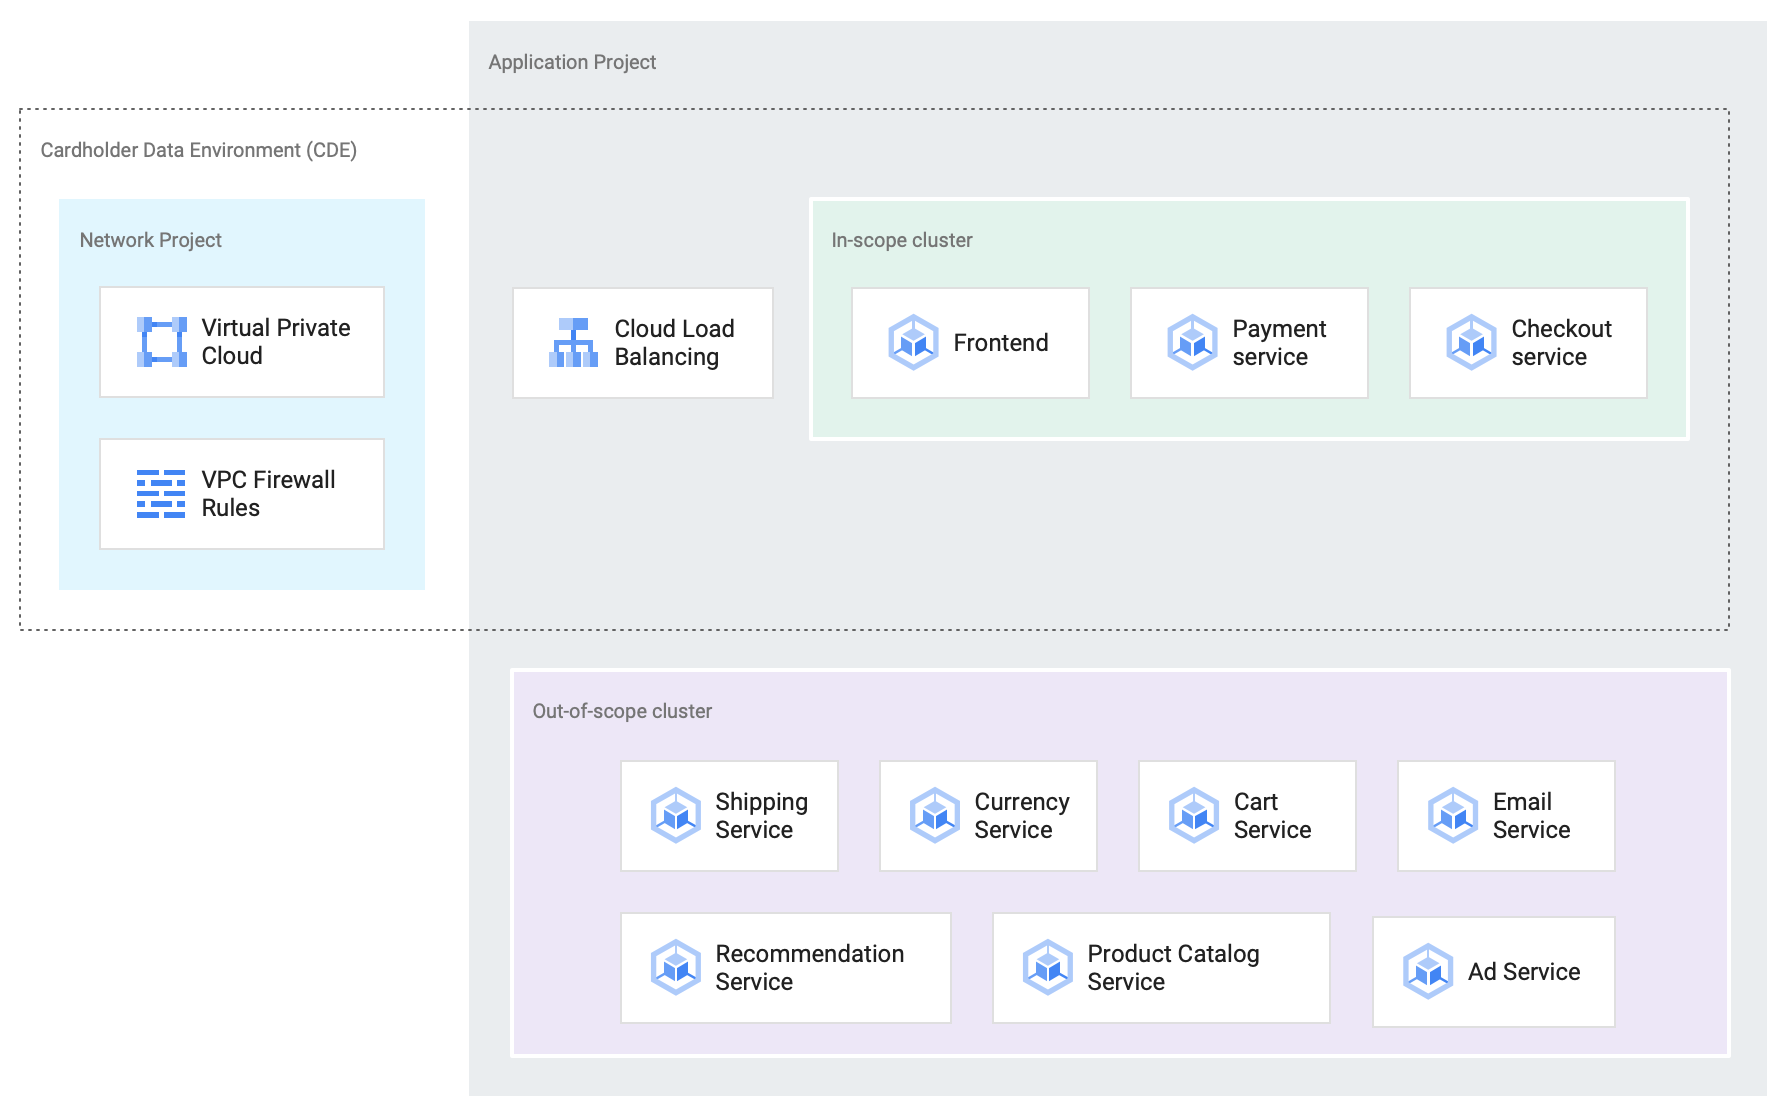 Application Project
Cardholder Data Environment (CDE)
Network Project
Virtual Private
Cloud
VPC Firewall
Rules
Cloud Load
Balancing
In-scope cluster
Frontend
Payment
service
Checkout
service
Out-of-scope cluster
Shipping
Service
Currency
Service
Cart
Service
Email
Service
Recommendation
Service
Product Catalog
Service
Ad Service